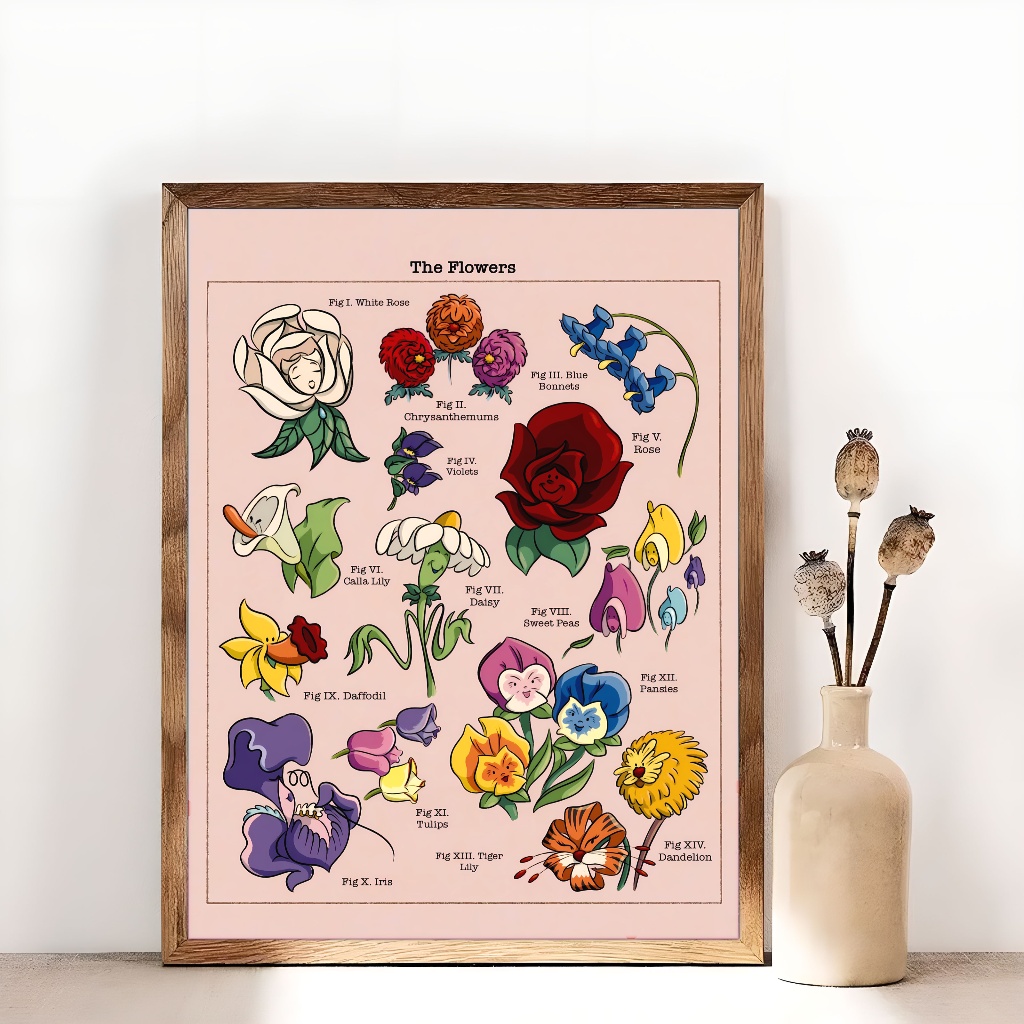 The Flowers
Fig I. White Rose
Fig II.
Chrysanthemums
Fig III. Blue
Bonnets
Fig IV.
Violets
Fig V.
Rose
Fig VI.
Calla Lily
Fig VII.
Daisy
Fig VIII.
Sweet Peas
Fig IX. Daffodil
Fig X. Iris
Fig XI.
Tulips
Fig XII.
Pansies
Fig XIII. Tiger
Lily
Fig XIV.
Dandelion